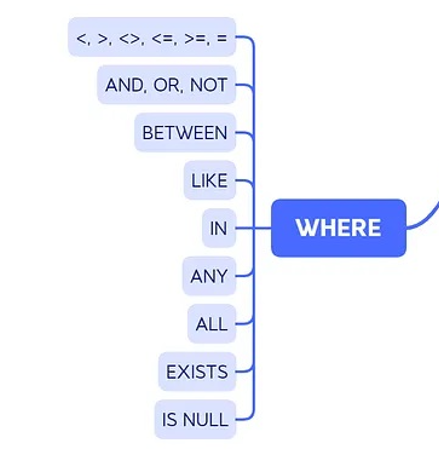 <, >, <>, <=, >=, =
AND, OR, NOT
BETWEEN
LIKE
IN
WHERE
ANY
ALL
EXISTS
IS NULL